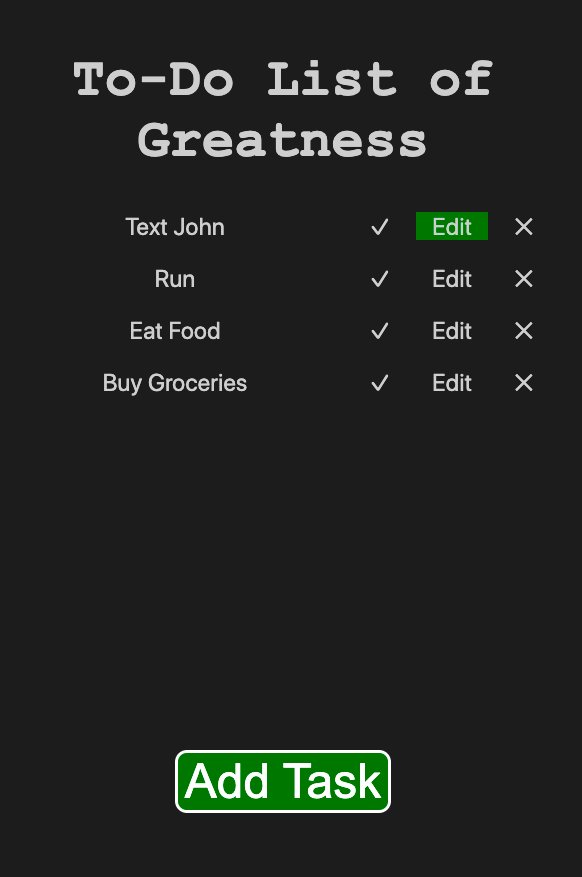 To-Do List of
Greatness
Text John ✓ Edit ✕
Run ✓ Edit ✕
Eat Food ✓ Edit ✕
Buy Groceries ✓ Edit ✕
Add Task